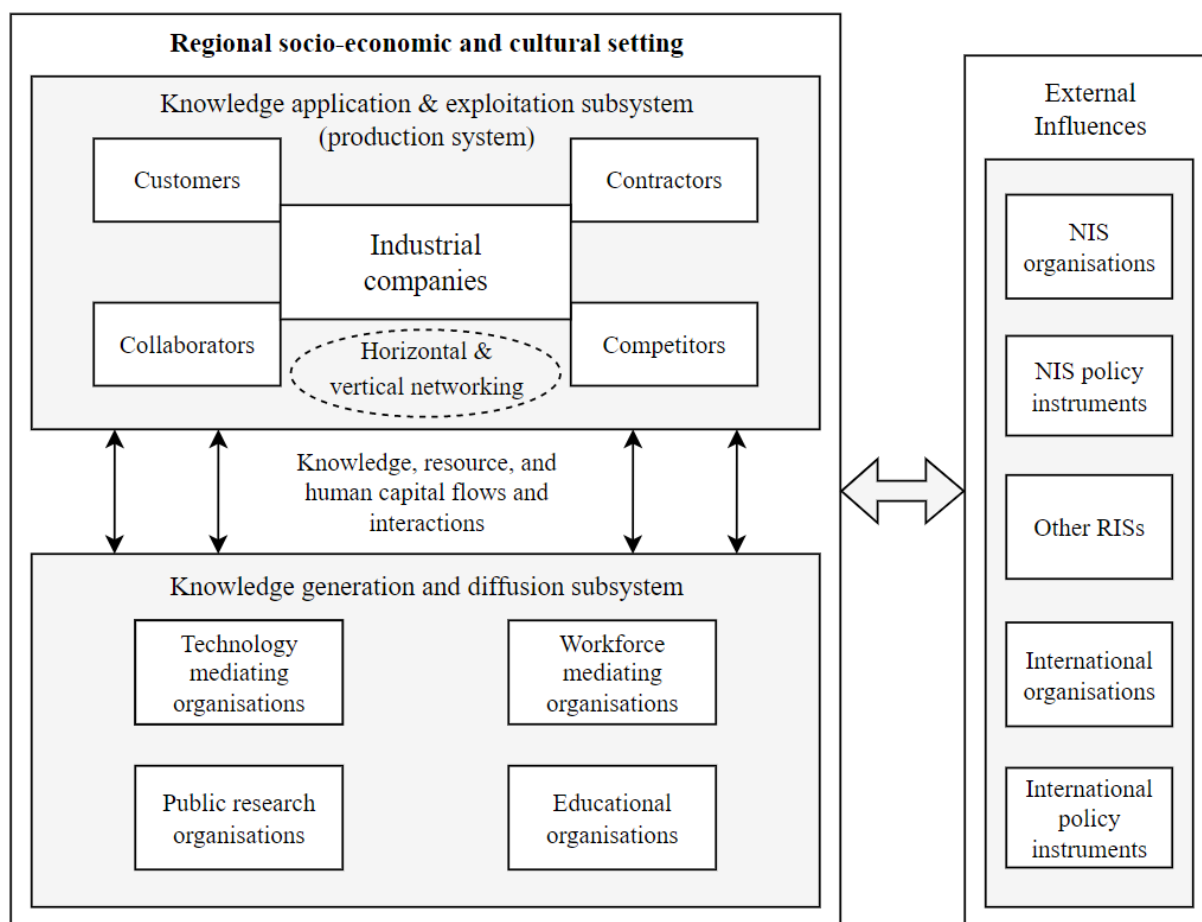 Regional socio-economic and cultural setting
Knowledge application & exploitation subsystem
(production system)
Customers
Contractors
Industrial
companies
Collaborators
Competitors
Horizontal &
vertical networking
Knowledge, resource, and
human capital flows and
interactions
Knowledge generation and diffusion subsystem
Technology
mediating
organisations
Workforce
mediating
organisations
Public research
organisations
Educational
organisations
External
Influences
NIS
organisations
NIS policy
instruments
Other RISs
International
organisations
International
policy
instruments